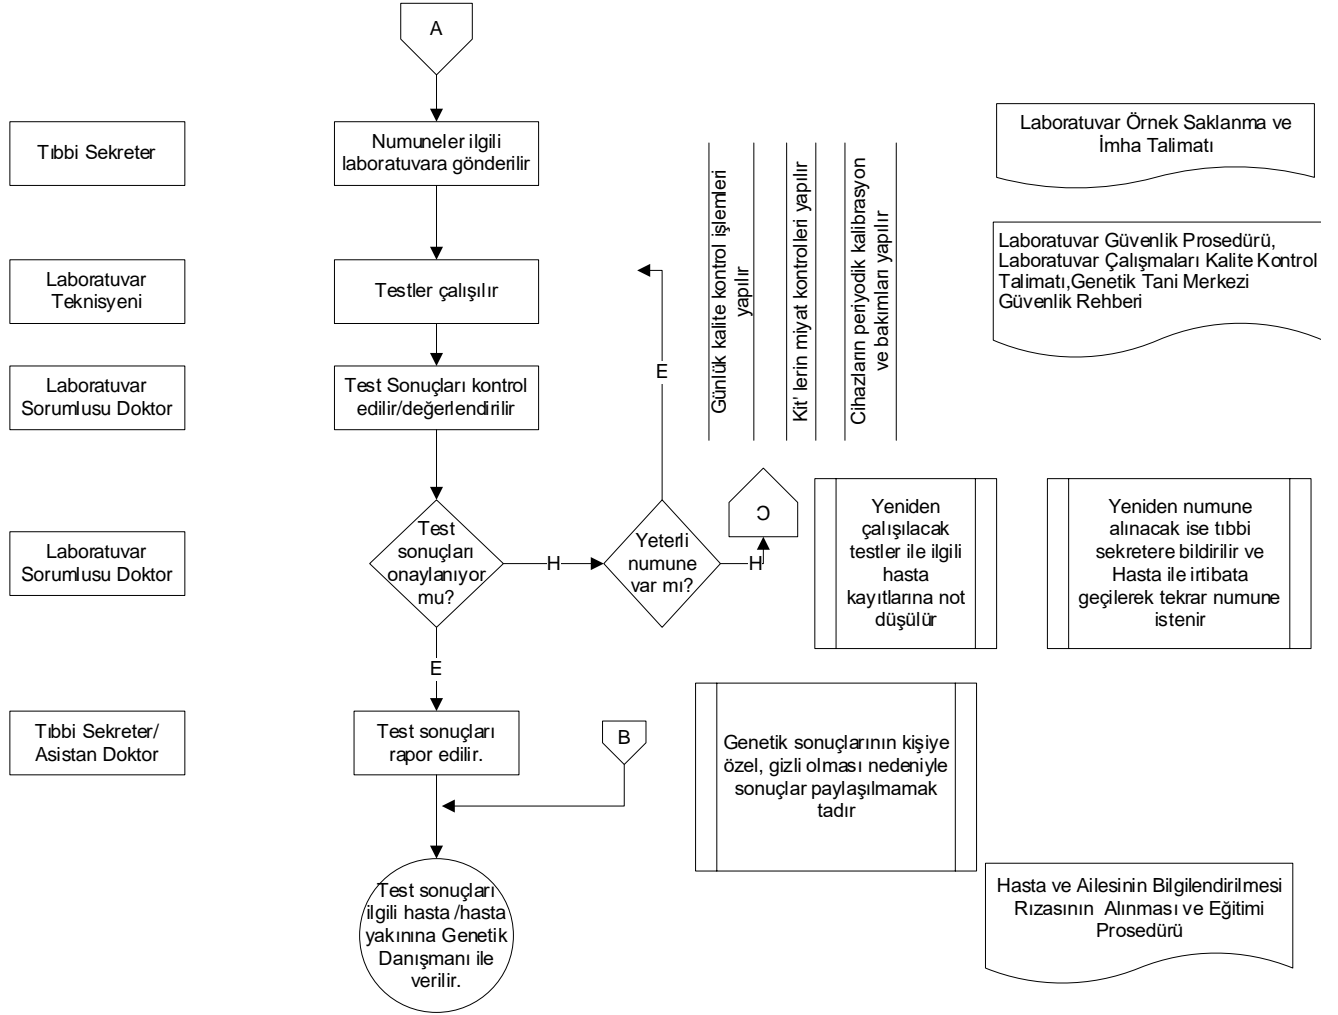 A
Tıbbi Sekreter
Numuneler ilgili
laboratuvara gönderilir
Laboratuvar Örnek Saklanma ve
İmha Talimatı
Günlük kalite kontrol işlemleri
yapılır
Kit' lerin miyat kontrolleri yapılır
Cihazların periyodik kalibrasyon
ve bakımları yapılır
Laboratuvar Güvenlik Prosedürü,
Laboratuvar Çalışmaları Kalite Kontrol
Talimatı,Genetik Tani Merkezi
Güvenlik Rehberi
Laboratuvar
Teknisyeni
Testler çalışılır
E
Laboratuvar
Sorumlusu Doktor
Test Sonuçları kontrol
edilir/değerlendirilir
Laboratuvar
Sorumlusu Doktor
Test
sonuçları
onaylanıyor
mu?
H
Yeterli
numune
var mı?
H
C
Yeniden
çalışılacak
testler ile ilgili
hasta
kayıtlarına not
düşülür
Yeniden numune
alınacak ise tıbbi
sekretere bildirilir ve
Hasta ile irtibata
geçilerek tekrar numune
istenir
E
Tıbbi Sekreter/
Asistan Doktor
Test sonuçları
rapor edilir.
B
Genetik sonuçlarının kişiye
özel, gizli olması nedeniyle
sonuçlar paylaşılmamak
tadır
Test sonuçları
ilgili hasta /hasta
yakınına Genetik
Danışmanı ile
verilir.
Hasta ve Ailesinin Bilgilendirilmesi
Rızasının  Alınması ve Eğitimi
Prosedürü